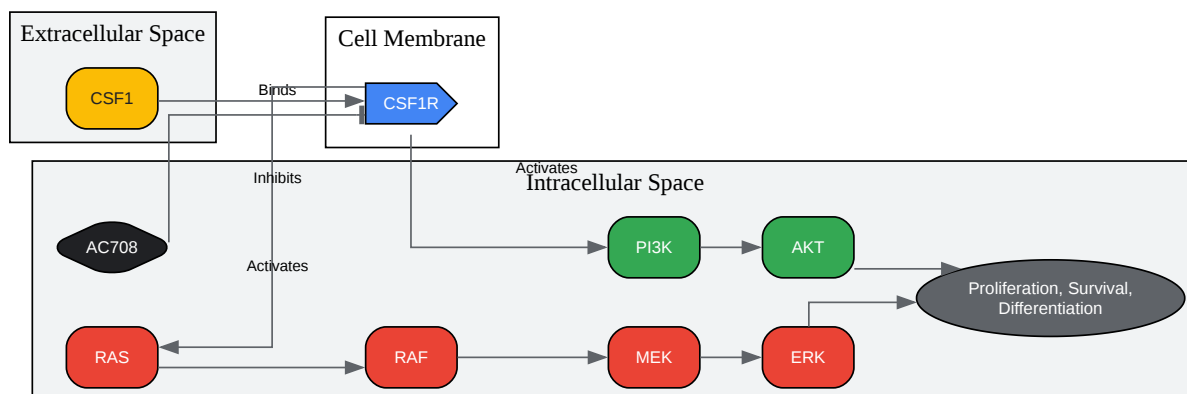 Extracellular Space
Cell Membrane
CSF1
Binds
CSF1R
Inhibits
Activates
Intracellular Space
AC708
PI3K
AKT
Activates
Proliferation, Survival,
Differentiation
RAS
RAF
MEK
ERK